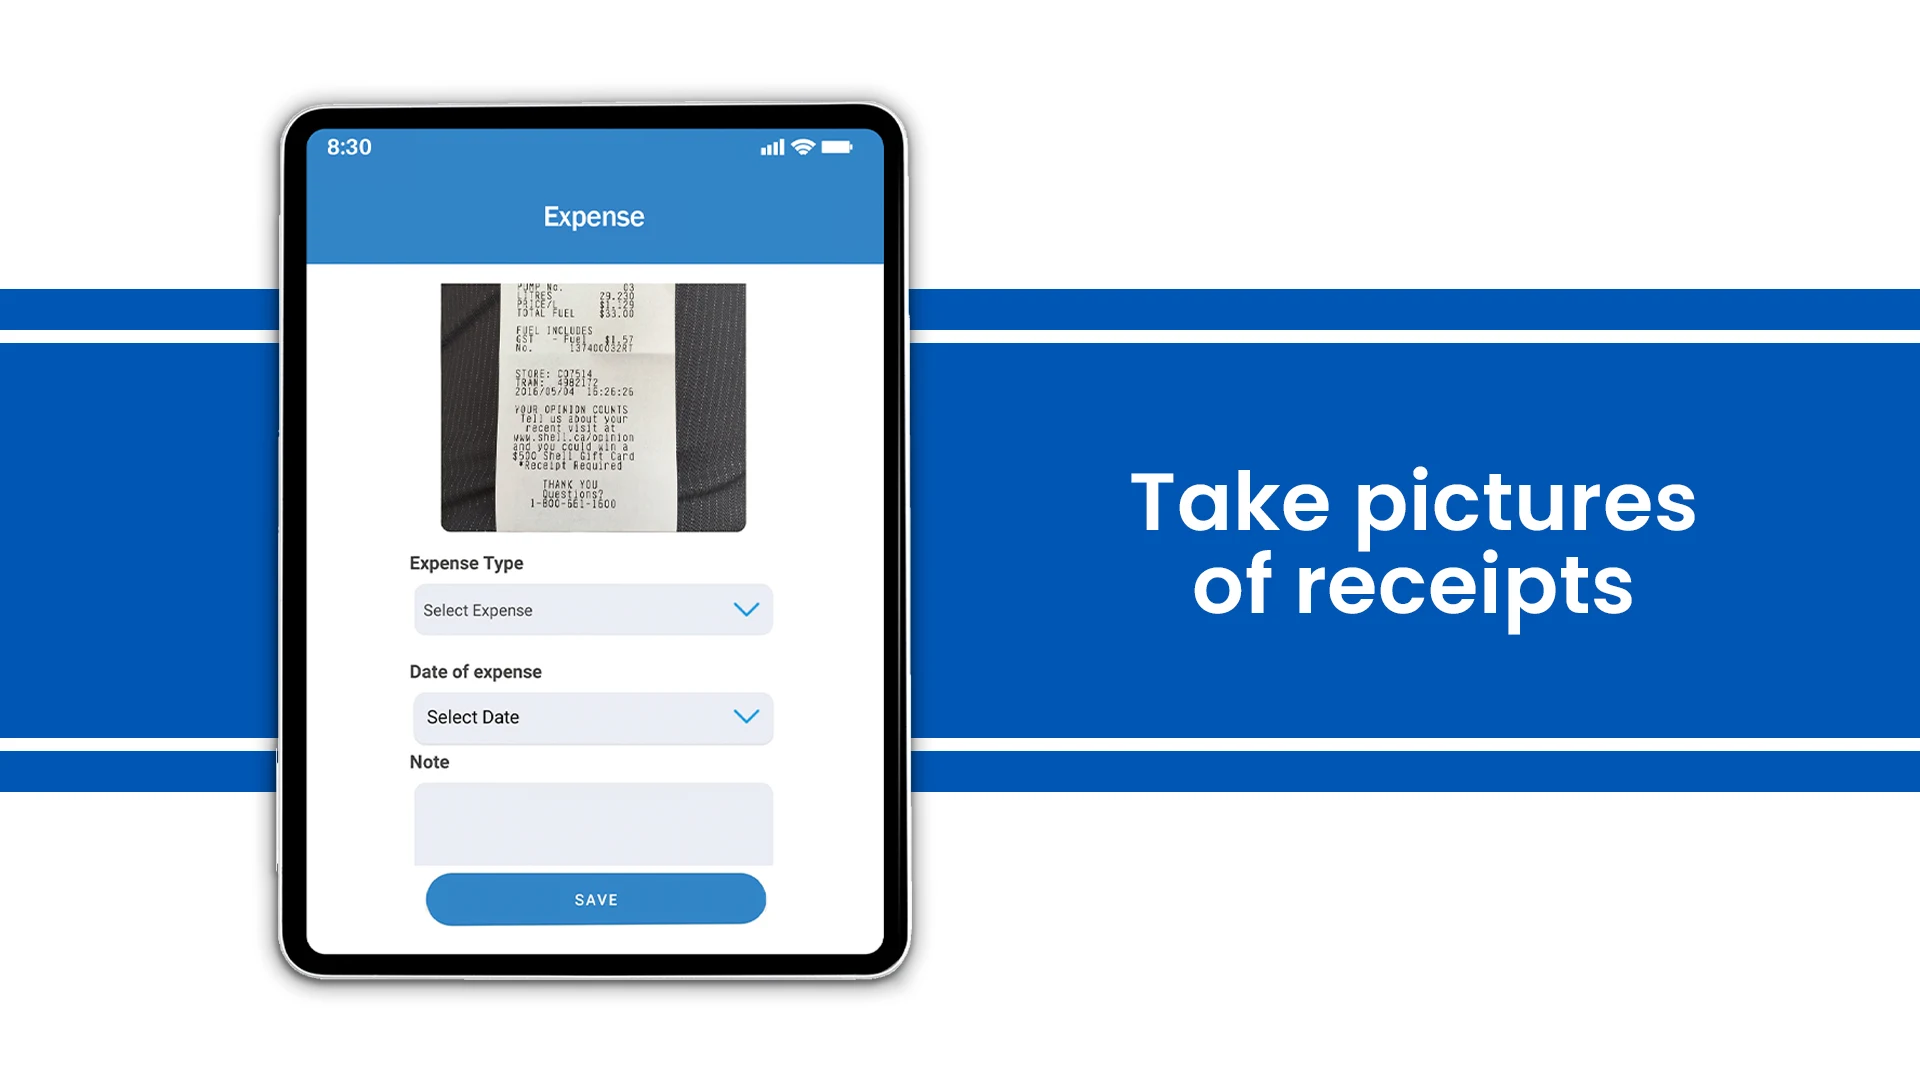 8:30
Expense
PUMP No. 03
LITRES 29.230
PRICE/L $1.129
TOTAL FUEL $33.00
FUEL INCLUDES
GST - Fuel $1.57
No. 137400032RT
STORE: C07514
TRAN: 4982172
2016/05/04 16:26:26
YOUR OPINION COUNTS
Tell us about your
recent visit at
www.shell.ca/opinion
and you could win a
$500 Shell Gift Card
*Receipt Required
THANK YOU
Questions?
1-800-661-1600
Expense Type
Select Expense
Date of expense
Select Date
Note
SAVE
Take pictures
of receipts